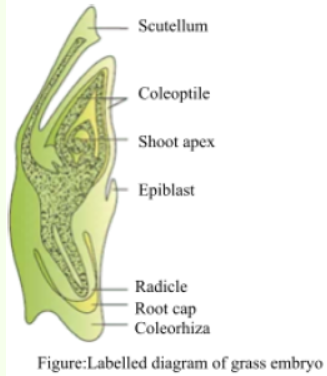 Scutellum
Coleoptile
Shoot apex
Epiblast
Radicle
Root cap
Coleorhiza
Figure:Labelled diagram of grass embryo